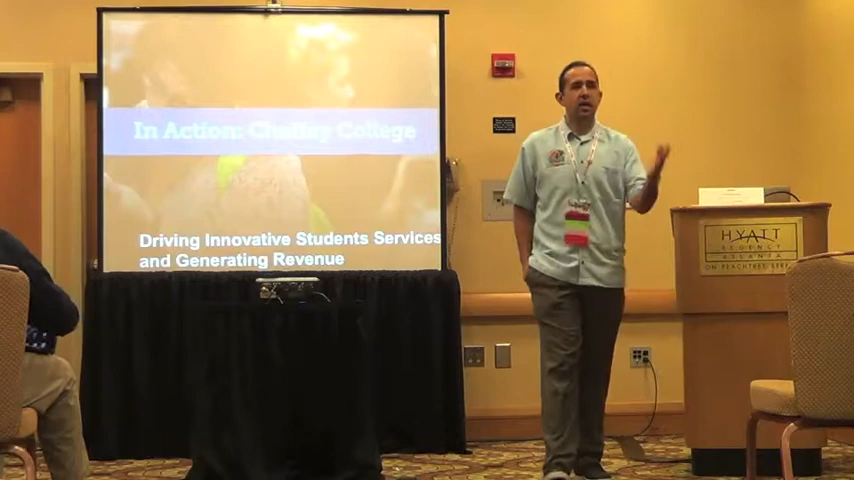 In Action: Chaffey College
Driving Innovative Students Services
and Generating Revenue
HYATT
REGENCY
ATLANTA
ON PEACHTREE STREET